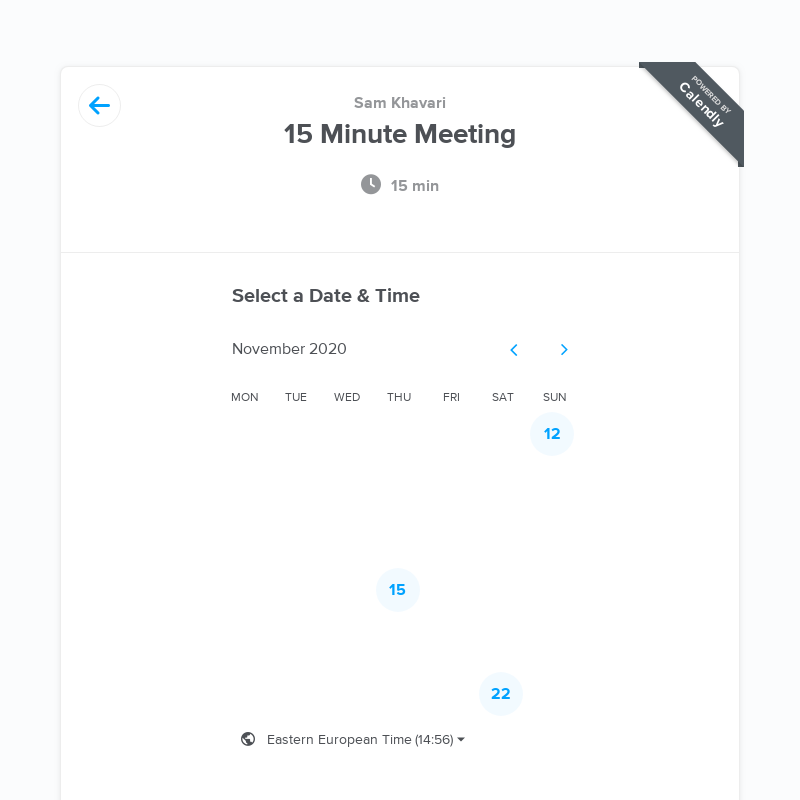 POWERED BY
Calendly
Sam Khavari
15 Minute Meeting
15 min
Select a Date & Time
November 2020
MON TUE WED THU FRI SAT SUN
12
15
22
Eastern European Time (14:56)